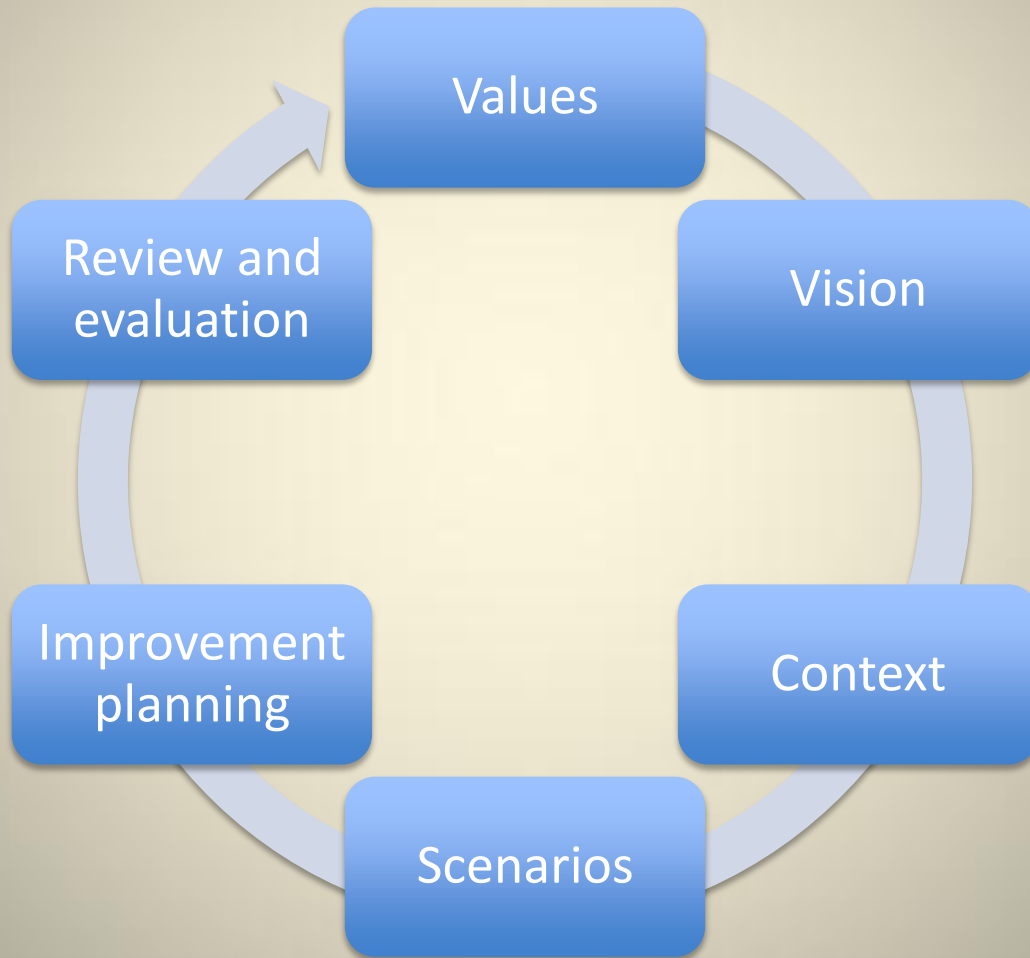 Values
Vision
Context
Scenarios
Improvement
planning
Review and
evaluation